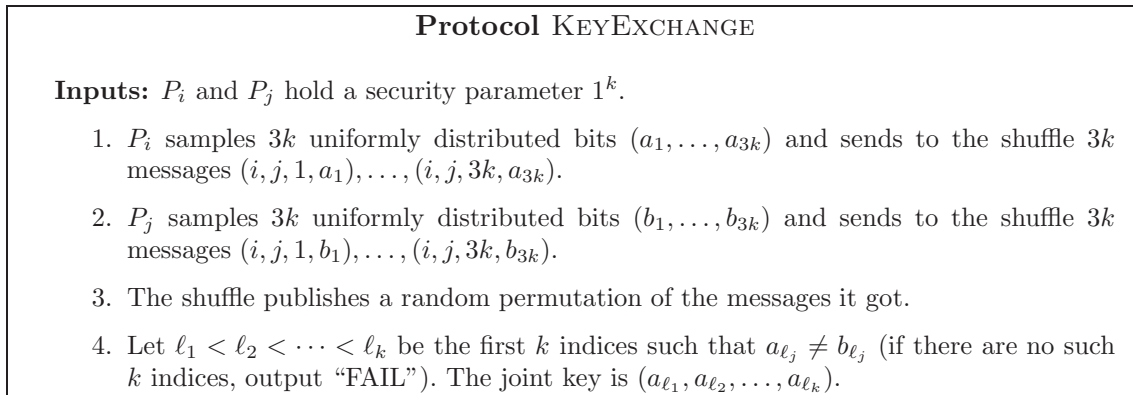 Protocol KEYEXCHANGE
Inputs: P_i and P_j hold a security parameter 1^k.
1. P_i samples 3k uniformly distributed bits (a_1, . . . , a_{3k}) and sends to the shuffle 3k
messages (i, j, 1, a_1), . . . , (i, j, 3k, a_{3k}).
2. P_j samples 3k uniformly distributed bits (b_1, . . . , b_{3k}) and sends to the shuffle 3k
messages (i, j, 1, b_1), . . . , (i, j, 3k, b_{3k}).
3. The shuffle publishes a random permutation of the messages it got.
4. Let ℓ_1 < ℓ_2 < · · · < ℓ_k be the first k indices such that a_{ℓ_j} ≠ b_{ℓ_j} (if there are no such
k indices, output “FAIL”). The joint key is (a_{ℓ_1}, a_{ℓ_2}, . . . , a_{ℓ_k}).